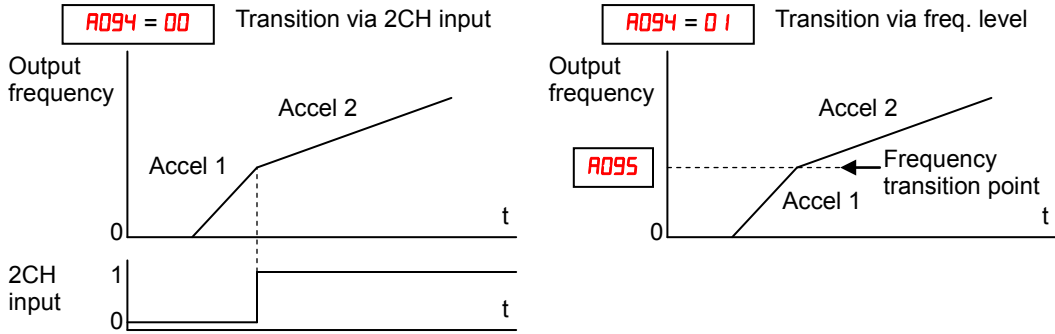 A094 = 00 Transition via 2CH input
Output
frequency
Accel 2
Accel 1
0
t
2CH
input
1
0
t
A094 = 01 Transition via freq. level
Output
frequency
Accel 2
A095
Frequency
transition point
Accel 1
0
t